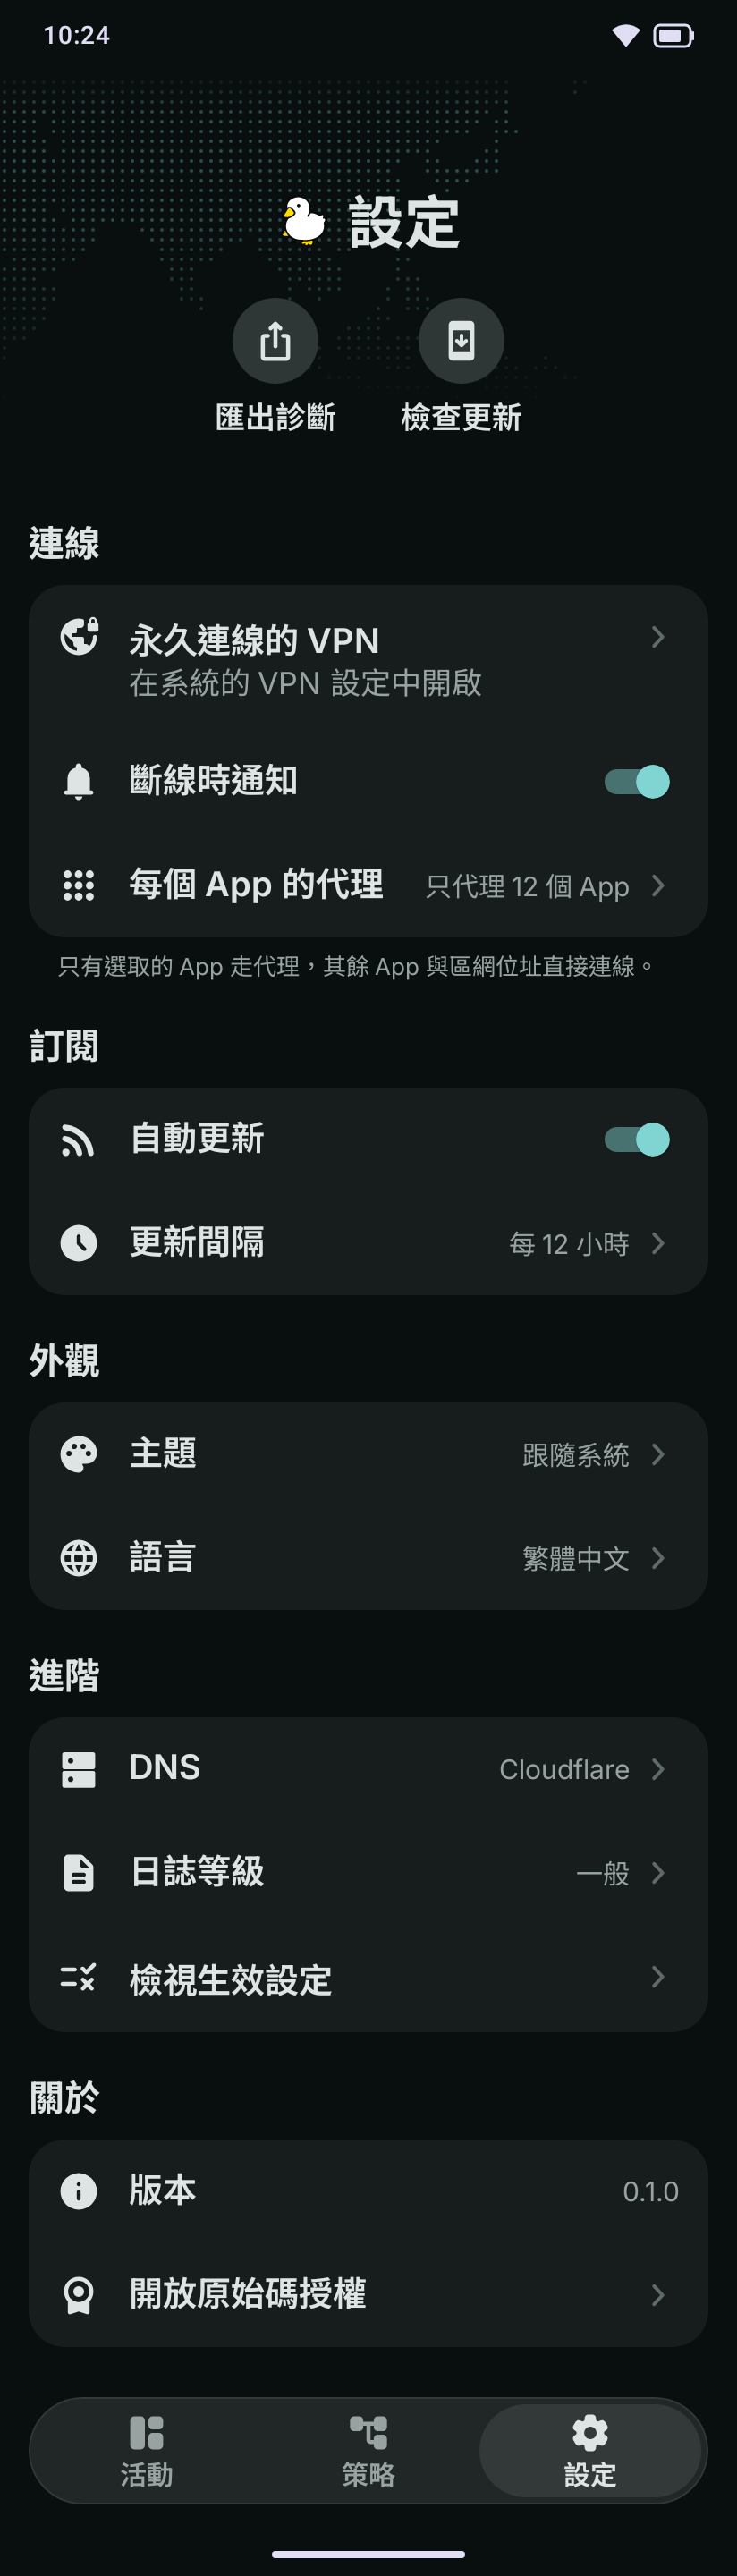 10:24
設定
匯出診斷
檢查更新
連線
永久連線的 VPN
在系統的 VPN 設定中開啟
斷線時通知
每個 App 的代理
只代理 12 個 App
只有選取的 App 走代理，其餘 App 與區網位址直接連線。
訂閱
自動更新
更新間隔
每 12 小時
外觀
主題
跟隨系統
語言
繁體中文
進階
DNS
Cloudflare
日誌等級
一般
檢視生效設定
關於
版本
0.1.0
開放原始碼授權
活動
策略
設定